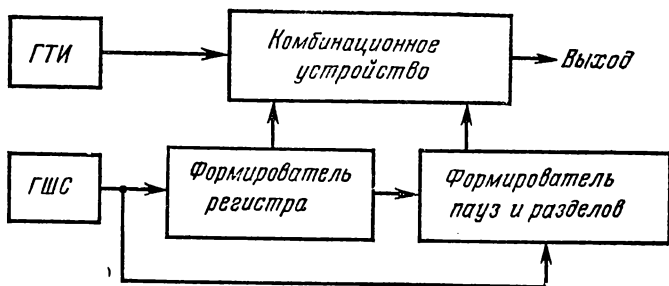 ГТИ
Комбинационное
устройство
Выход
ГШС
Формирователь
регистра
Формирователь
пауз и разделов